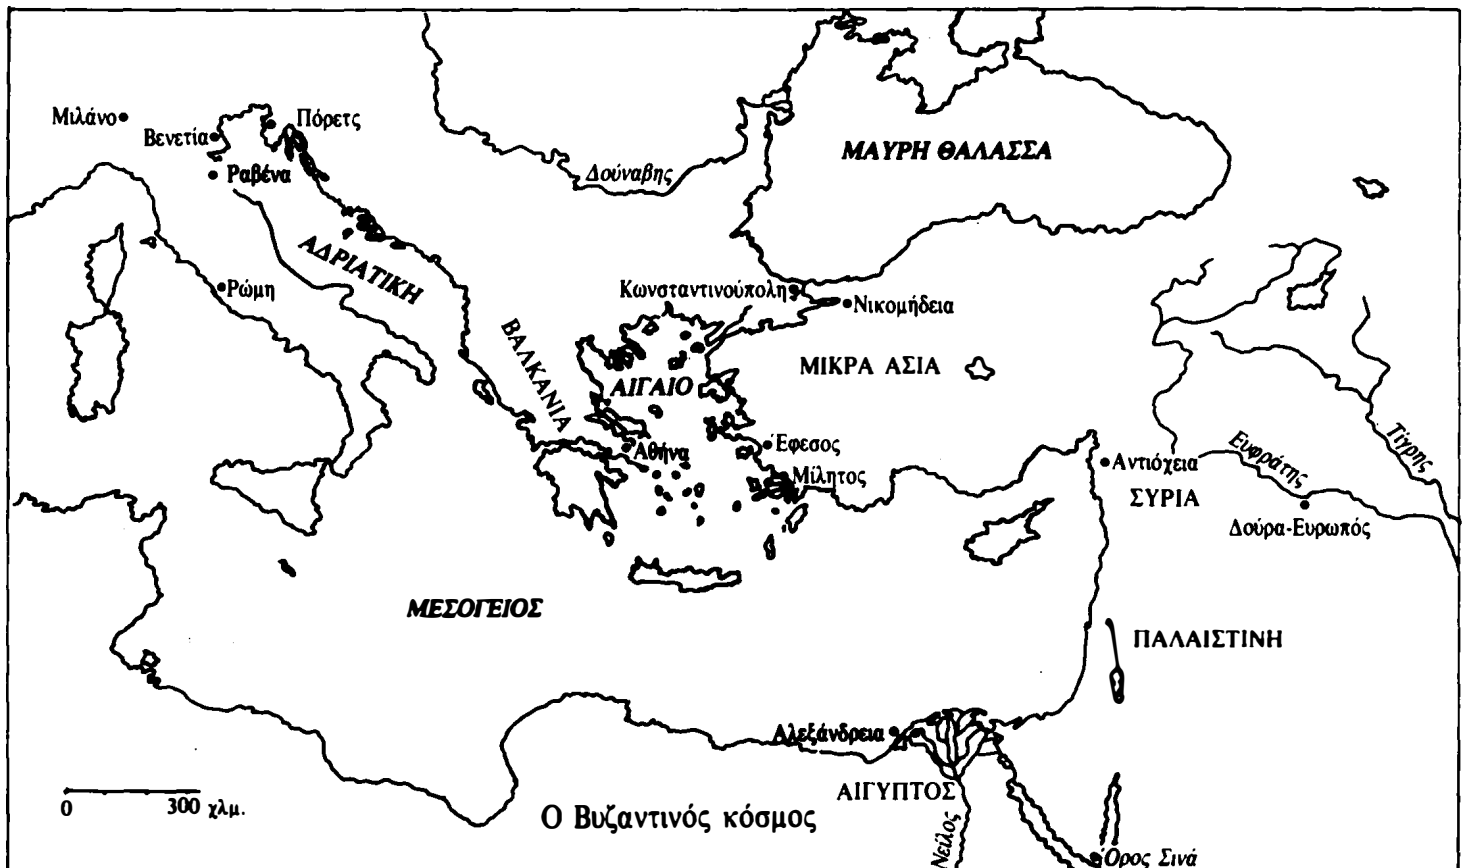 Μιλάνο
Βενετία
Πόρετς
Ραβένα
ΑΔΡΙΑΤΙΚΗ
Ρώμη
Δούναβης
ΜΑΥΡΗ ΘΑΛΑΣΣΑ
Κωνσταντινούπολη
Νικομήδεια
ΒΑΛΚΑΝΙΑ
ΑΙΓΑΙΟ
ΜΙΚΡΑ ΑΣΙΑ
Αθήνα
Έφεσος
Μίλητος
Αντιόχεια
ΣΥΡΙΑ
Ευφράτης
Τίγρης
Δούρα-Ευρωπός
ΜΕΣΟΓΕΙΟΣ
ΠΑΛΑΙΣΤΙΝΗ
Αλεξάνδρεια
ΑΙΓΥΠΤΟΣ
Νείλος
Όρος Σινά
0 300 χλμ.
Ο Βυζαντινός κόσμος